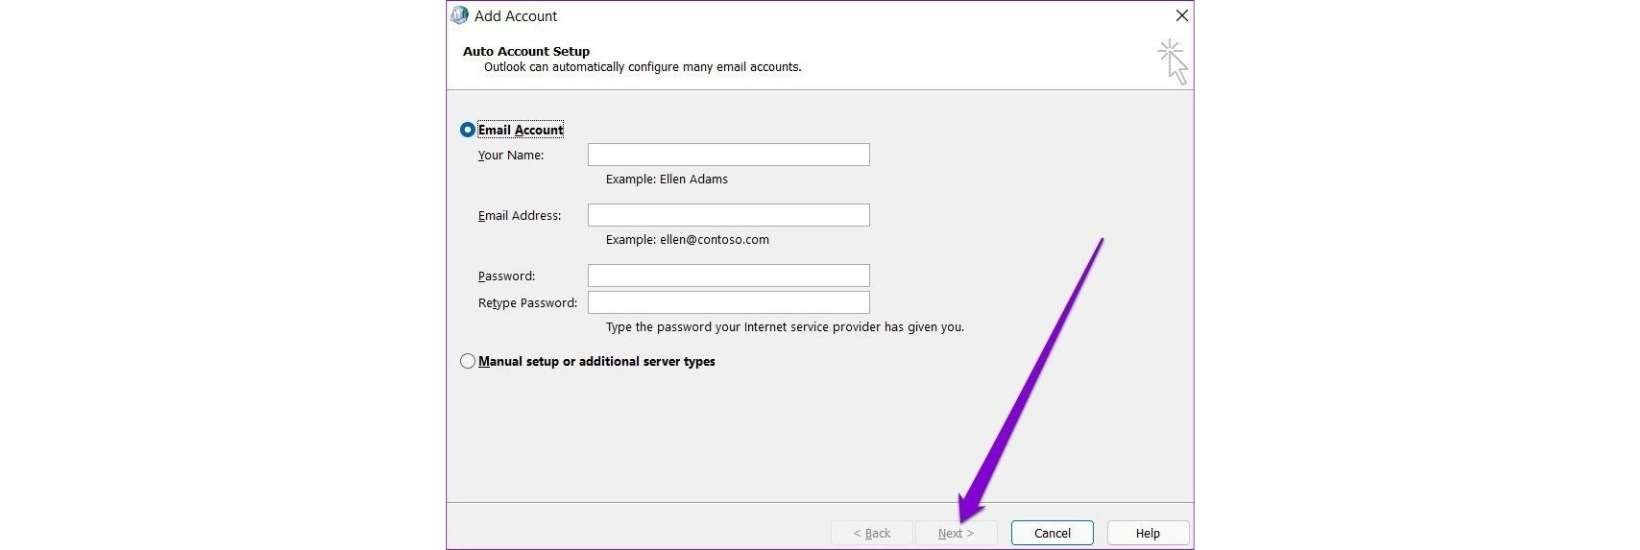 Add Account
Auto Account Setup
Outlook can automatically configure many email accounts.
Email Account
Your Name:
Example: Ellen Adams
Email Address:
Example: ellen@contoso.com
Password:
Retype Password:
Type the password your Internet service provider has given you.
Manual setup or additional server types
< Back Next > Cancel Help